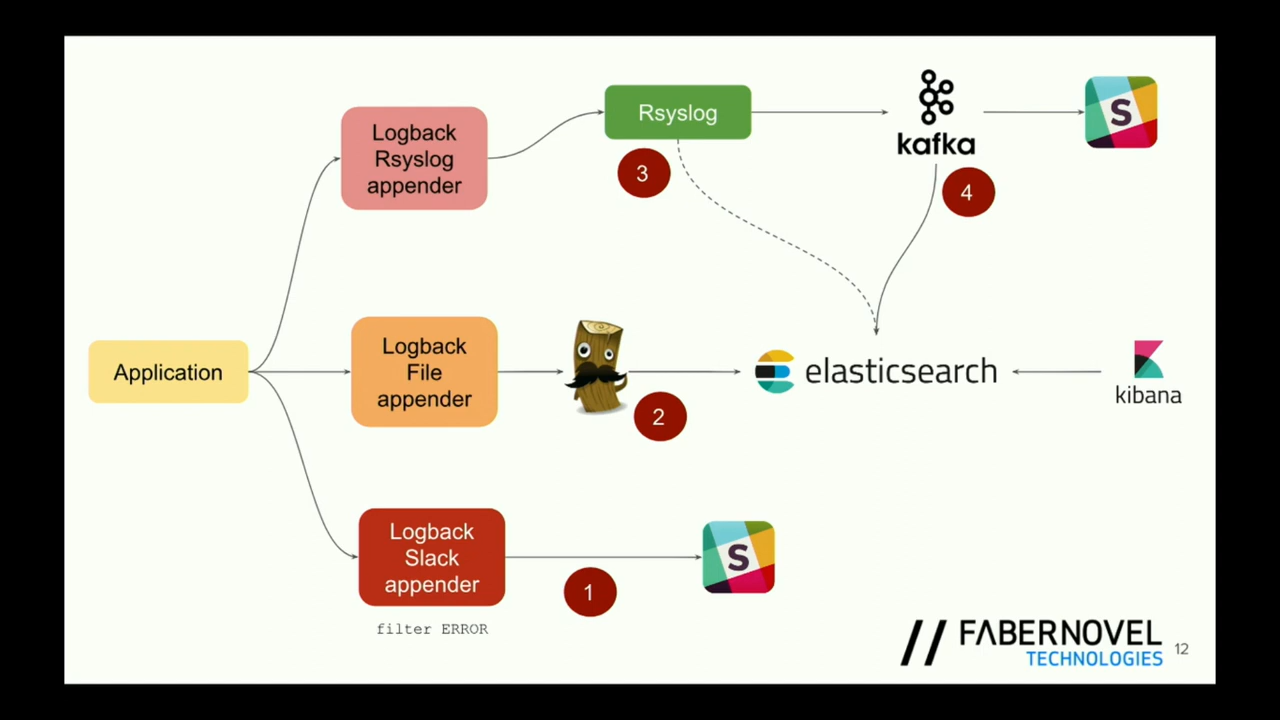 Logback
Rsyslog
appender
Rsyslog
3
kafka
4
S
Application
Logback
File
appender
2
elasticsearch
kibana
Logback
Slack
appender
filter ERROR
1
S
// FABERNOVEL
TECHNOLOGIES
12